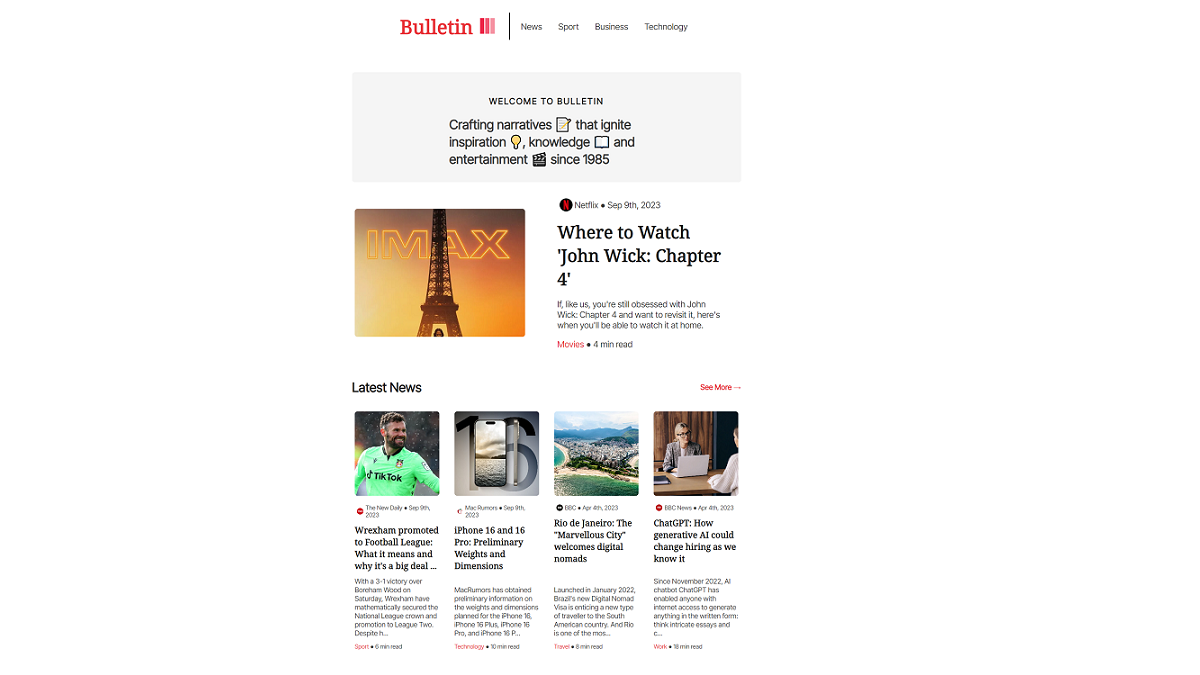 Bulletin
News Sport Business Technology
WELCOME TO BULLETIN
Crafting narratives 📝 that ignite
inspiration 💡, knowledge 📖 and
entertainment 🎬 since 1985
IMAX
Netflix ● Sep 9th, 2023
Where to Watch
'John Wick: Chapter
4'
If, like us, you're still obsessed with John
Wick: Chapter 4 and want to revisit it, here's
when you'll be able to watch it at home.
Movies ● 4 min read
Latest News
See More →
TikTok
The New Daily ● Sep 9th,
2023
Wrexham promoted
to Football League:
What it means and
why it's a big deal ...
With a 3-1 victory over
Boreham Wood on
Saturday, Wrexham have
mathematically secured the
National League crown and
promotion to League Two.
Despite h...
Sport ● 6 min read
16
Mac Rumors ● Sep 9th,
2023
iPhone 16 and 16
Pro: Preliminary
Weights and
Dimensions
MacRumors has obtained
preliminary information on
the weights and dimensions
planned for the iPhone 16,
iPhone 16 Plus, iPhone 16
Pro, and iPhone 16 P...
Technology ● 10 min read
BBC ● Apr 4th, 2023
Rio de Janeiro: The
"Marvellous City"
welcomes digital
nomads
Launched in January 2022,
Brazil's new Digital Nomad
Visa is enticing a new type
of traveller to the South
American country. And Rio
is one of the mos...
Travel ● 8 min read
BBC News ● Apr 4th, 2023
ChatGPT: How
generative AI could
change hiring as we
know it
Since November 2022, AI
chatbot ChatGPT has
enabled anyone with
internet access to generate
anything in the written form:
think intricate essays and
c...
Work ● 18 min read